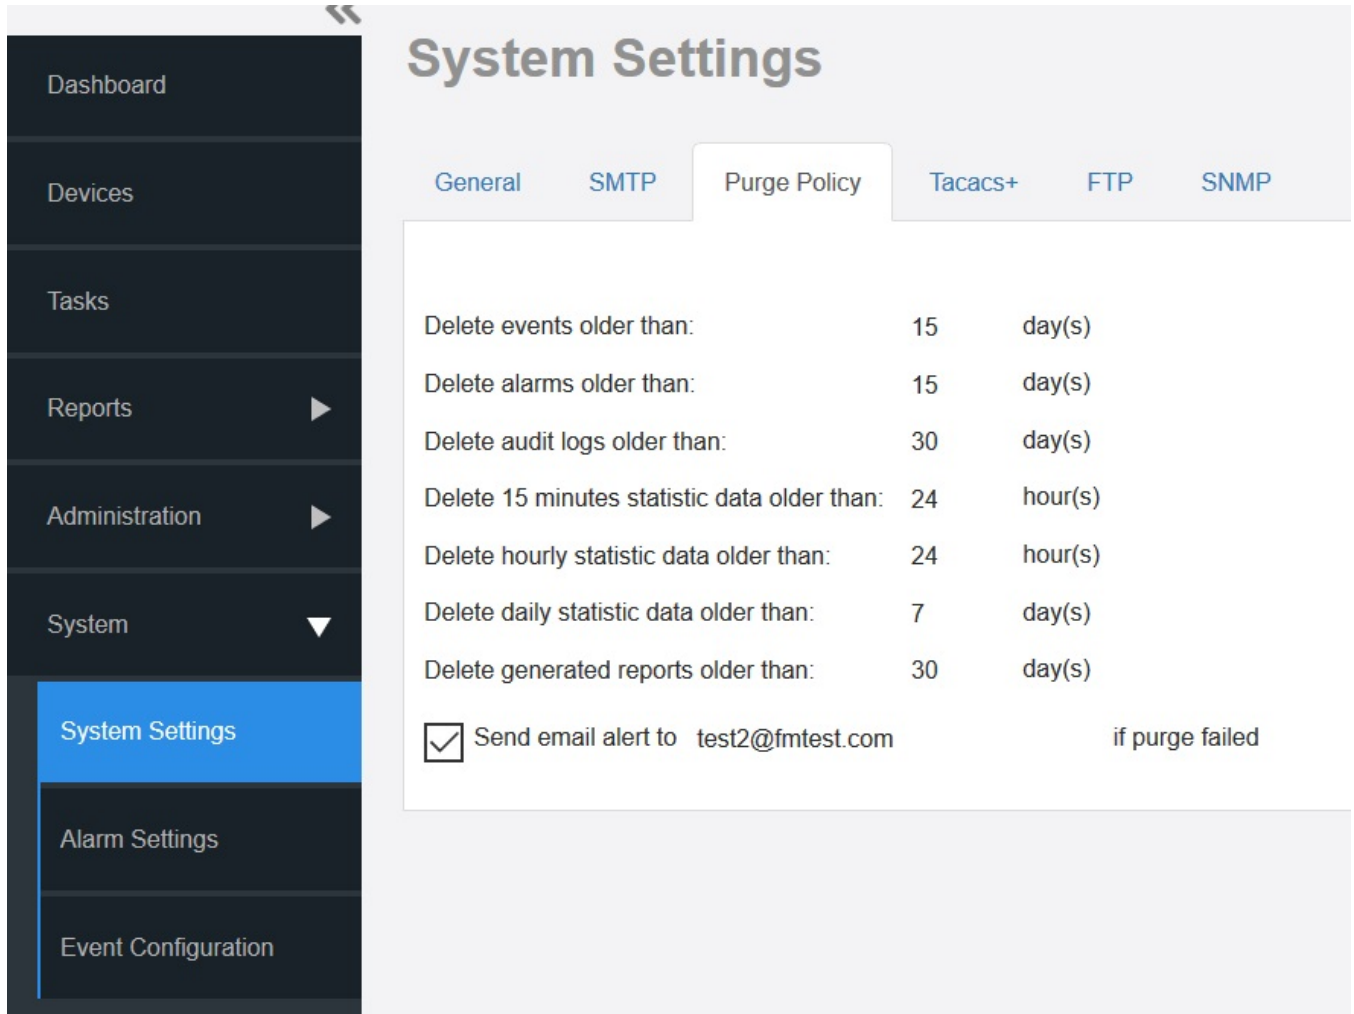 System Settings
Dashboard
Devices
Tasks
Reports
Administration
System
System Settings
Alarm Settings
Event Configuration
General SMTP Purge Policy Tacacs+ FTP SNMP
Delete events older than: 15 day(s)
Delete alarms older than: 15 day(s)
Delete audit logs older than: 30 day(s)
Delete 15 minutes statistic data older than: 24 hour(s)
Delete hourly statistic data older than: 24 hour(s)
Delete daily statistic data older than: 7 day(s)
Delete generated reports older than: 30 day(s)
Send email alert to test2@fmtest.com if purge failed